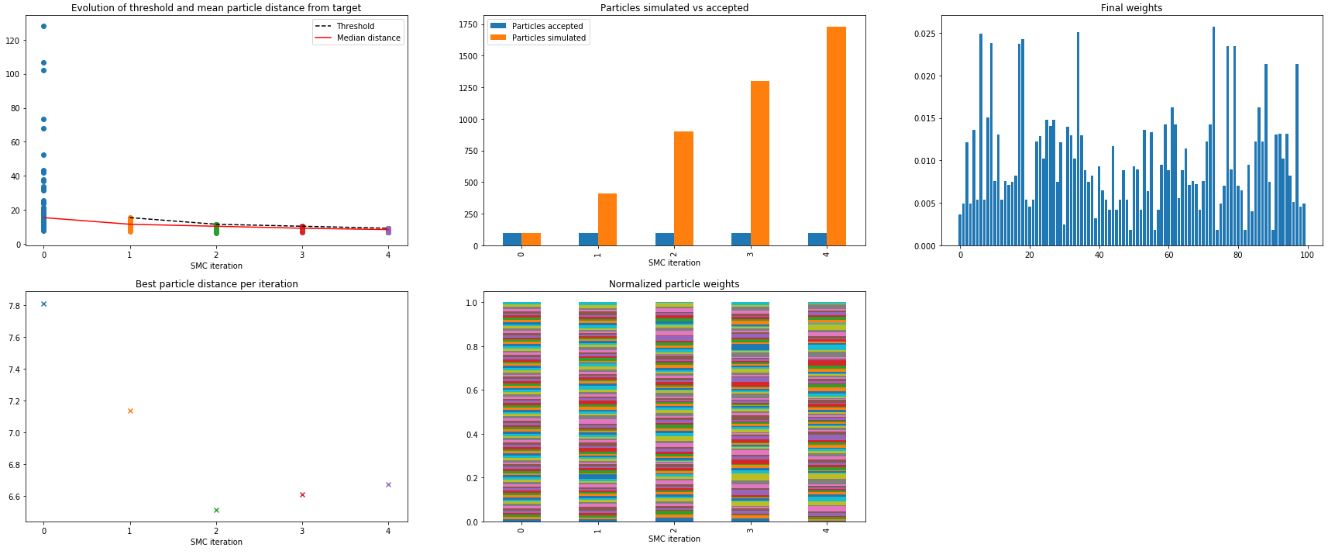 Evolution of threshold and mean particle distance from target
120
100
80
60
40
20
0
Threshold
Median distance
0 1 2 3 4
SMC iteration
Particles simulated vs accepted
1750
1500
1250
1000
750
500
250
0
Particles accepted
Particles simulated
0 1 2 3 4
SMC iteration
Final weights
0.025
0.020
0.015
0.010
0.005
0.000
0 20 40 60 80 100
Best particle distance per iteration
7.8
7.6
7.4
7.2
7.0
6.8
6.6
0 1 2 3 4
SMC iteration
Normalized particle weights
1.0
0.8
0.6
0.4
0.2
0.0
0 1 2 3 4
SMC iteration